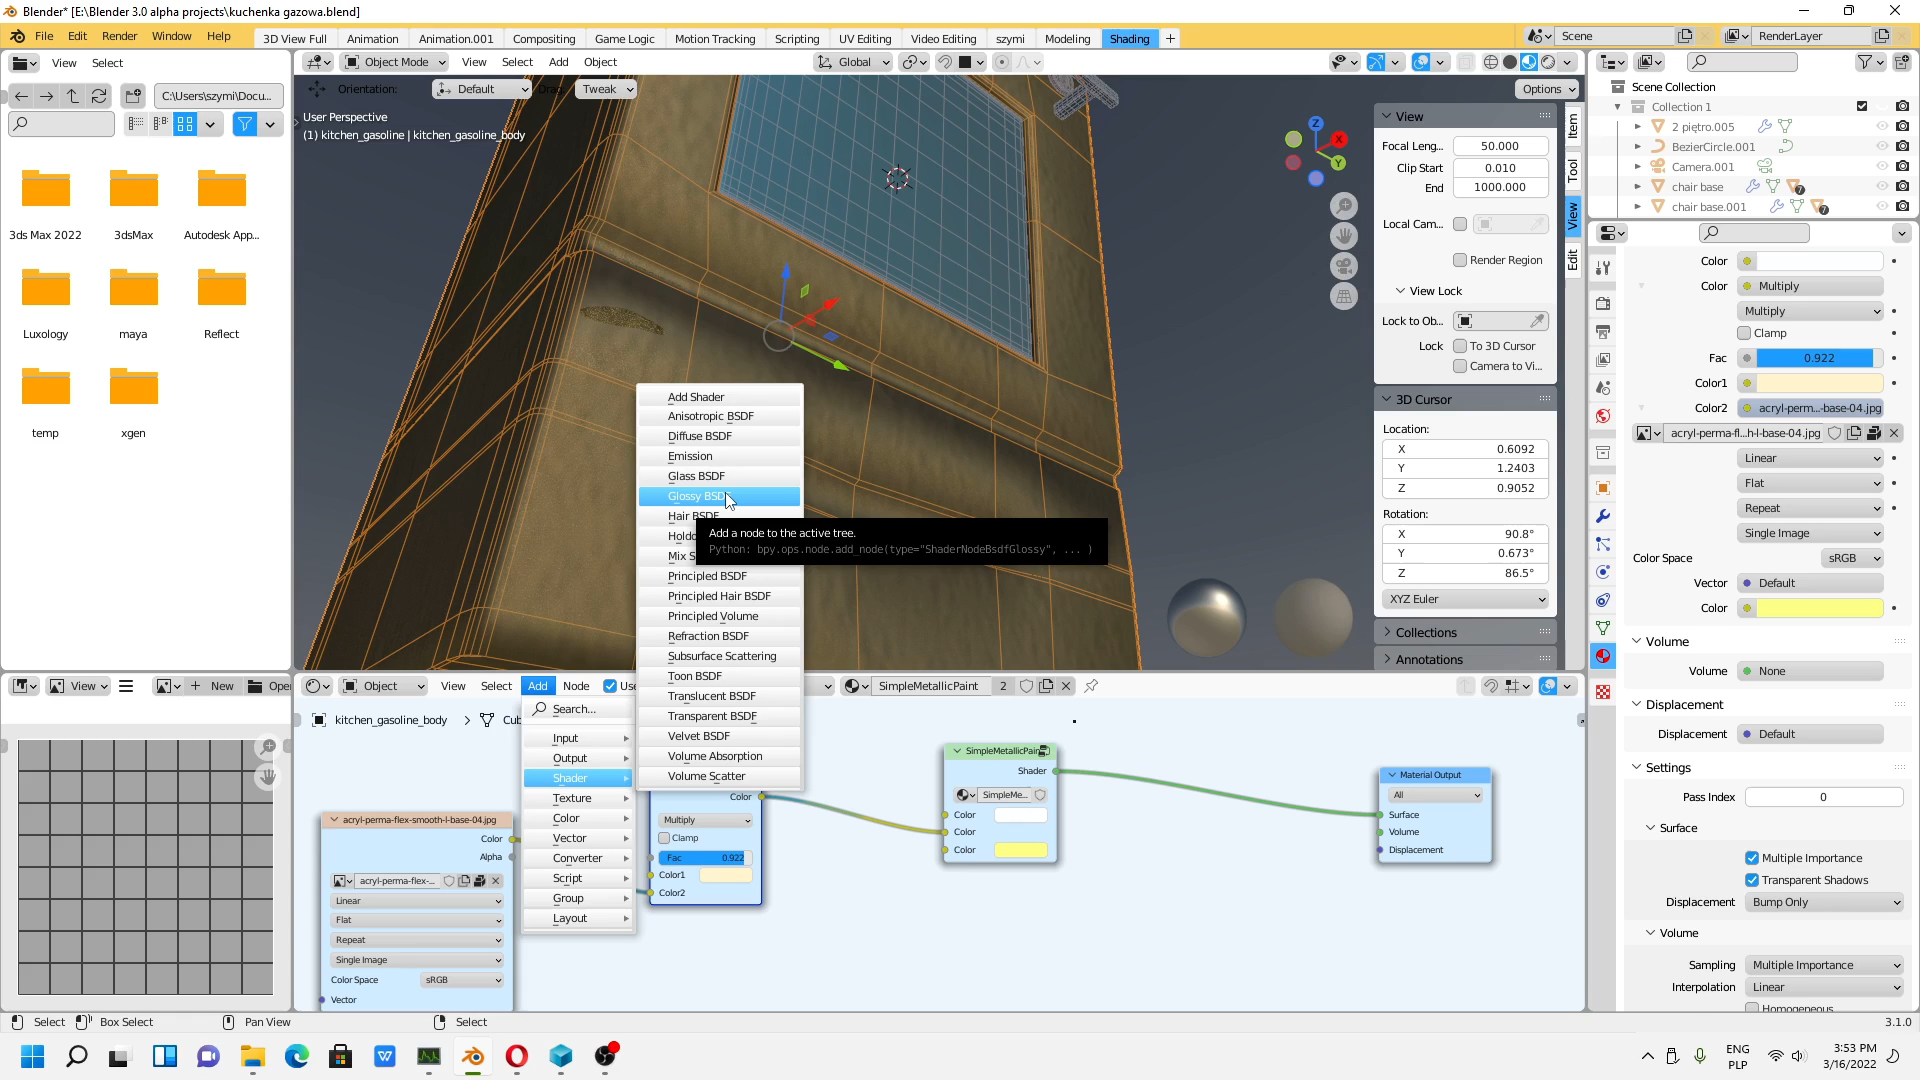 Blender* [E:\Blender 3.0 alpha projects\kuchenka gazowa.blend]
File Edit Render Window Help
3D View Full Animation Animation.001 Compositing Game Logic Motion Tracking Scripting UV Editing Video Editing szymi Modeling Shading +
Scene RenderLayer
View Select
Object Mode View Select Add Object Global
C:\Users\szymi\Docu...
Orientation: Default Drag: Tweak Options
User Perspective
(1) kitchen_gasoline | kitchen_gasoline_body
3ds Max 2022 3dsMax Autodesk App...
Luxology maya Reflect
temp xgen
Z X Y
View
Focal Leng... 50.000
Clip Start 0.010
End 1000.000
Local Cam...
Render Region
View Lock
Lock to Ob...
Lock To 3D Cursor
Camera to Vi...
3D Cursor
Location:
X 0.6092
Y 1.2403
Z 0.9052
Rotation:
X 90.8°
Y 0.673°
Z 86.5°
XYZ Euler
Collections
Annotations
Item
Tool
View
Edit
Scene Collection
Collection 1
2 piętro.005
BezierCircle.001
Camera.001
chair base 7
chair base.001 7
Color
Color Multiply
Multiply
Clamp
Fac 0.922
Color1
Color2 acryl-perm...-base-04.jpg
acryl-perma-fl...h-l-base-04.jpg
Linear
Flat
Repeat
Single Image
Color Space sRGB
Vector Default
Color
Volume
Volume None
Displacement
Displacement Default
Settings
Pass Index 0
Surface
Multiple Importance
Transparent Shadows
Displacement Bump Only
Volume
Sampling Multiple Importance
Interpolation Linear
Homogeneous
Add Shader
Anisotropic BSDF
Diffuse BSDF
Emission
Glass BSDF
Glossy BSDF
Hair BSDF
Holdo
Mix S
Principled BSDF
Principled Hair BSDF
Principled Volume
Refraction BSDF
Subsurface Scattering
Toon BSDF
Translucent BSDF
Transparent BSDF
Velvet BSDF
Volume Absorption
Volume Scatter
Add a node to the active tree.
Python: bpy.ops.node.add_node(type="ShaderNodeBsdfGlossy", ... )
View New Open
Object View Select Add Node Use SimpleMetallicPaint 2
kitchen_gasoline_body > Cub
Search...
Input
Output
Shader
Texture
Color
Vector
Converter
Script
Group
Layout
acryl-perma-flex-smooth-l-base-04.jpg
Color
Alpha
acryl-perma-flex-...
Linear
Flat
Repeat
Single Image
Color Space sRGB
Vector
Color
Multiply
Clamp
Fac 0.922
Color1
Color2
SimpleMetallicPain
Shader
SimpleMe...
Color
Color
Color
Material Output
All
Surface
Volume
Displacement
Select Box Select Pan View Select 3.1.0
ENG
PLP
3:53 PM
3/16/2022